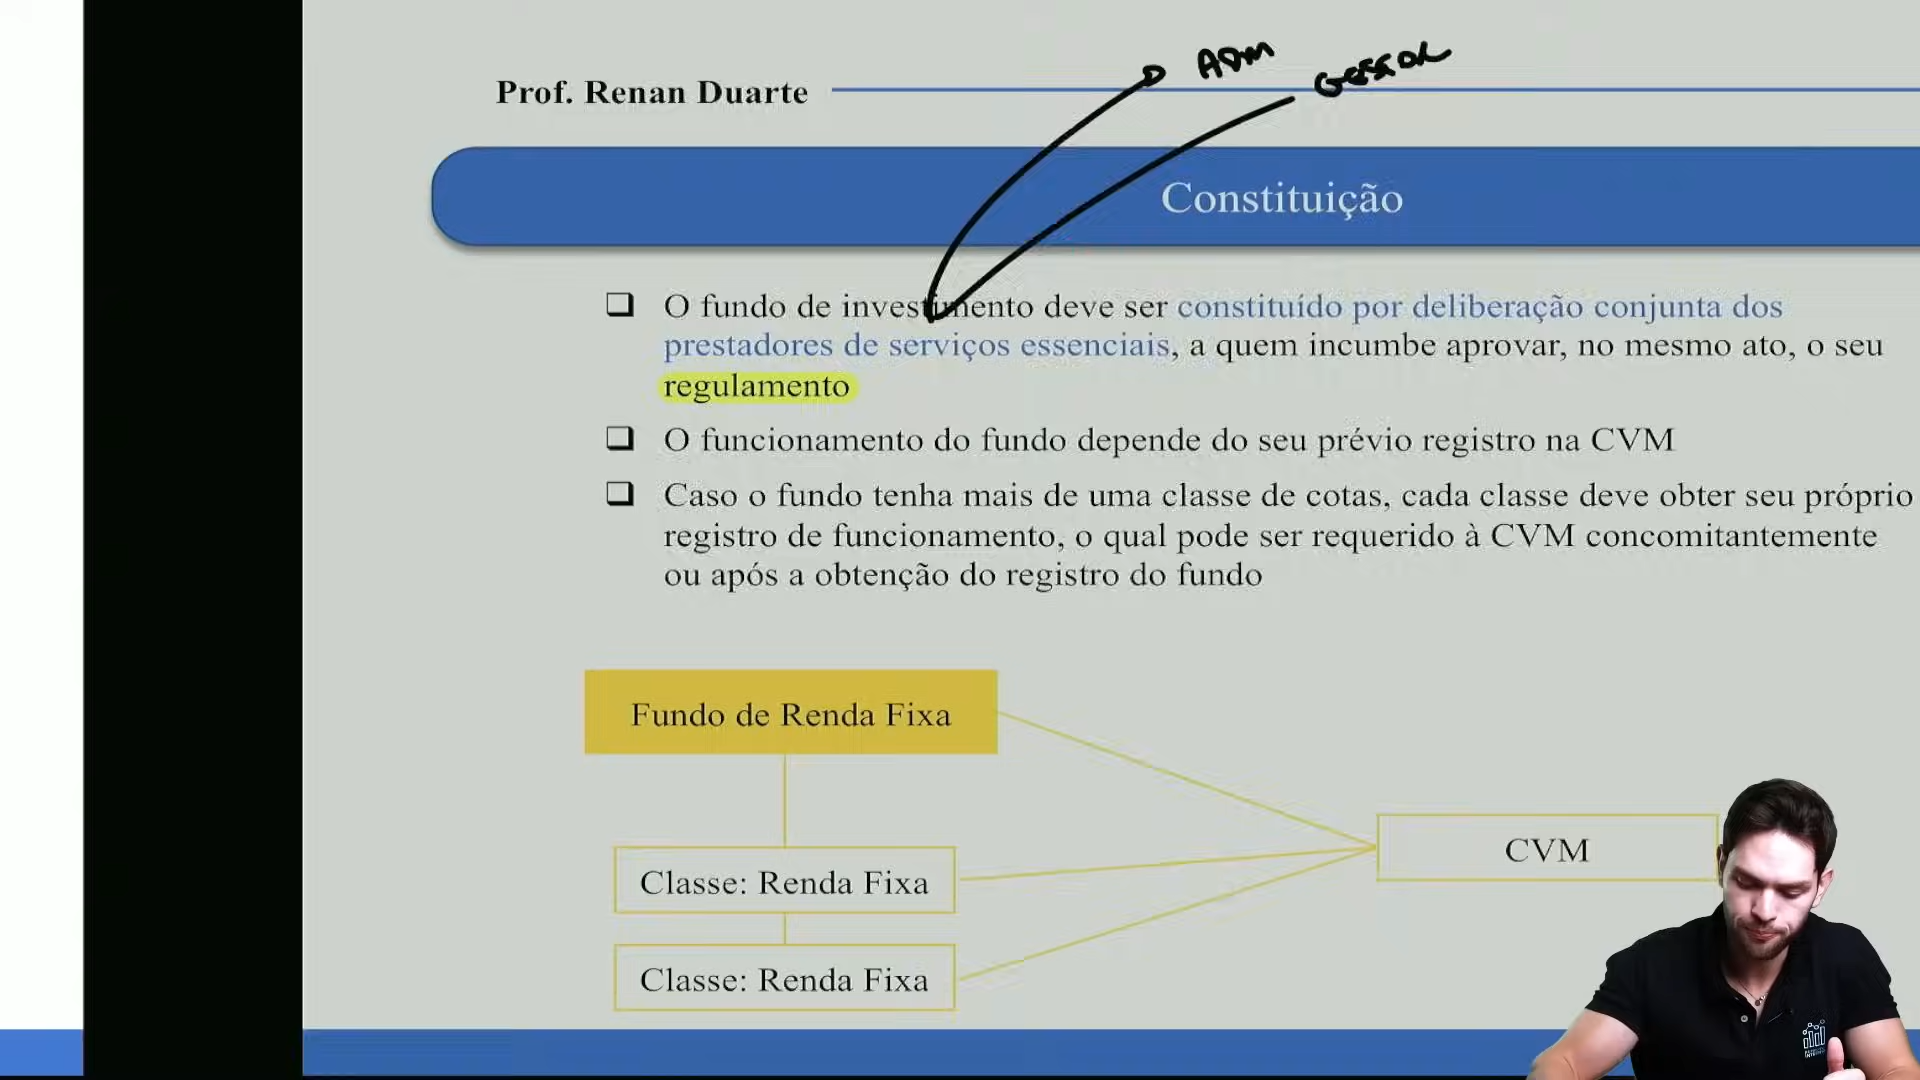 ADM
GESTOR
Prof. Renan Duarte
Constituição
O fundo de investimento deve ser constituído por deliberação conjunta dos
prestadores de serviços essenciais, a quem incumbe aprovar, no mesmo ato, o seu
regulamento
O funcionamento do fundo depende do seu prévio registro na CVM
Caso o fundo tenha mais de uma classe de cotas, cada classe deve obter seu próprio
registro de funcionamento, o qual pode ser requerido à CVM concomitantemente
ou após a obtenção do registro do fundo
Fundo de Renda Fixa
CVM
Classe: Renda Fixa
Classe: Renda Fixa